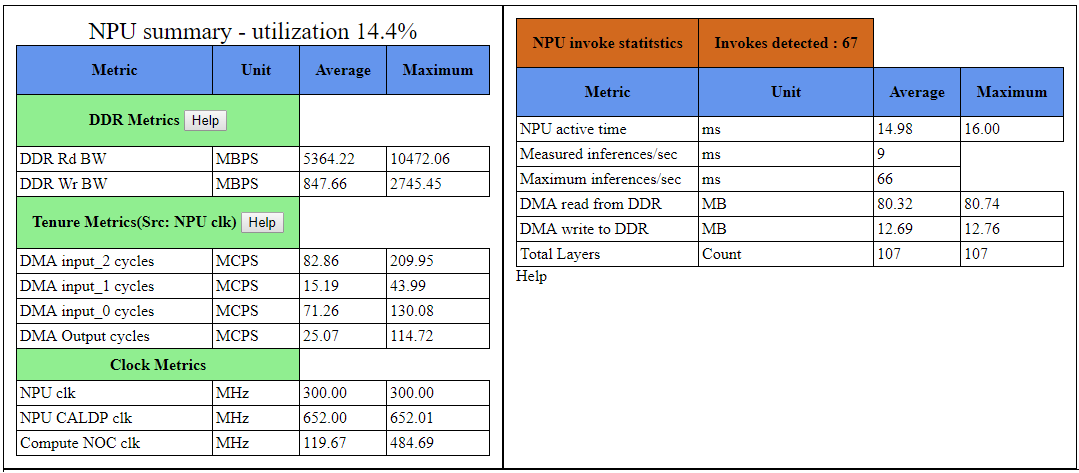 NPU summary - utilization 14.4%
Metric Unit Average Maximum
DDR Metrics Help
DDR Rd BW MBPS 5364.22 10472.06
DDR Wr BW MBPS 847.66 2745.45
Tenure Metrics(Src: NPU clk) Help
DMA input_2 cycles MCPS 82.86 209.95
DMA input_1 cycles MCPS 15.19 43.99
DMA input_0 cycles MCPS 71.26 130.08
DMA Output cycles MCPS 25.07 114.72
Clock Metrics
NPU clk MHz 300.00 300.00
NPU CALDP clk MHz 652.00 652.01
Compute NOC clk MHz 119.67 484.69
NPU invoke statitstics Invokes detected : 67
Metric Unit Average Maximum
NPU active time ms 14.98 16.00
Measured inferences/sec ms 9
Maximum inferences/sec ms 66
DMA read from DDR MB 80.32 80.74
DMA write to DDR MB 12.69 12.76
Total Layers Count 107 107
Help